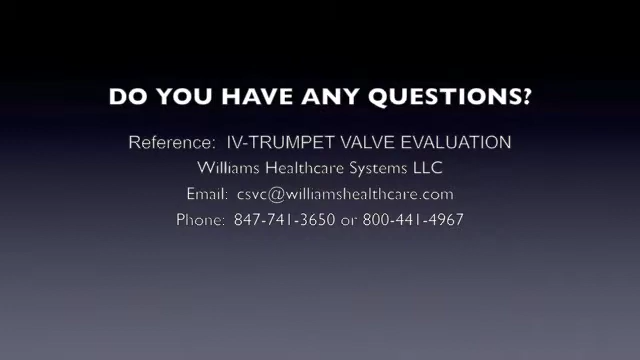 DO YOU HAVE ANY QUESTIONS?
Reference: IV-TRUMPET VALVE EVALUATION
Williams Healthcare Systems LLC
Email: csvc@williamshealthcare.com
Phone: 847-741-3650 or 800-441-4967